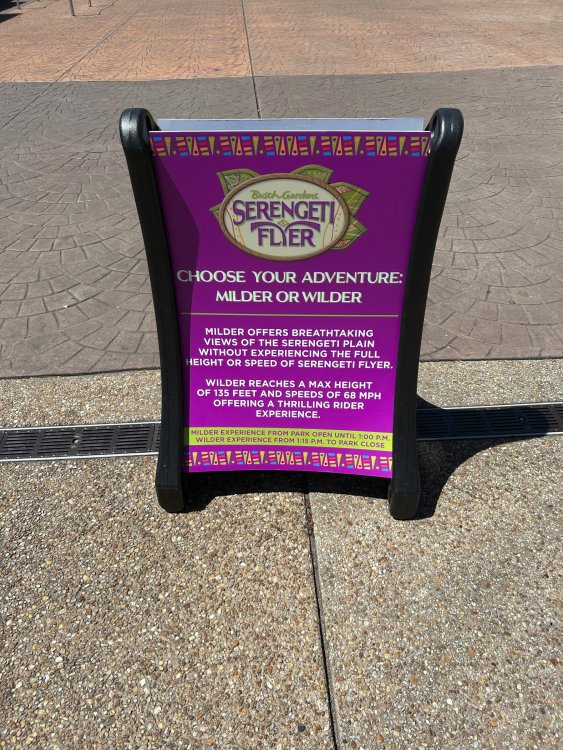 Busch Gardens
SERENGETI
FLYER
CHOOSE YOUR ADVENTURE:
MILDER OR WILDER
MILDER OFFERS BREATHTAKING
VIEWS OF THE SERENGETI PLAIN
WITHOUT EXPERIENCING THE FULL
HEIGHT OR SPEED OF SERENGETI FLYER.
WILDER REACHES A MAX HEIGHT
OF 135 FEET AND SPEEDS OF 68 MPH
OFFERING A THRILLING RIDER
EXPERIENCE.
MILDER EXPERIENCE FROM PARK OPEN UNTIL 1:00 P.M.
WILDER EXPERIENCE FROM 1:15 P.M. TO PARK CLOSE